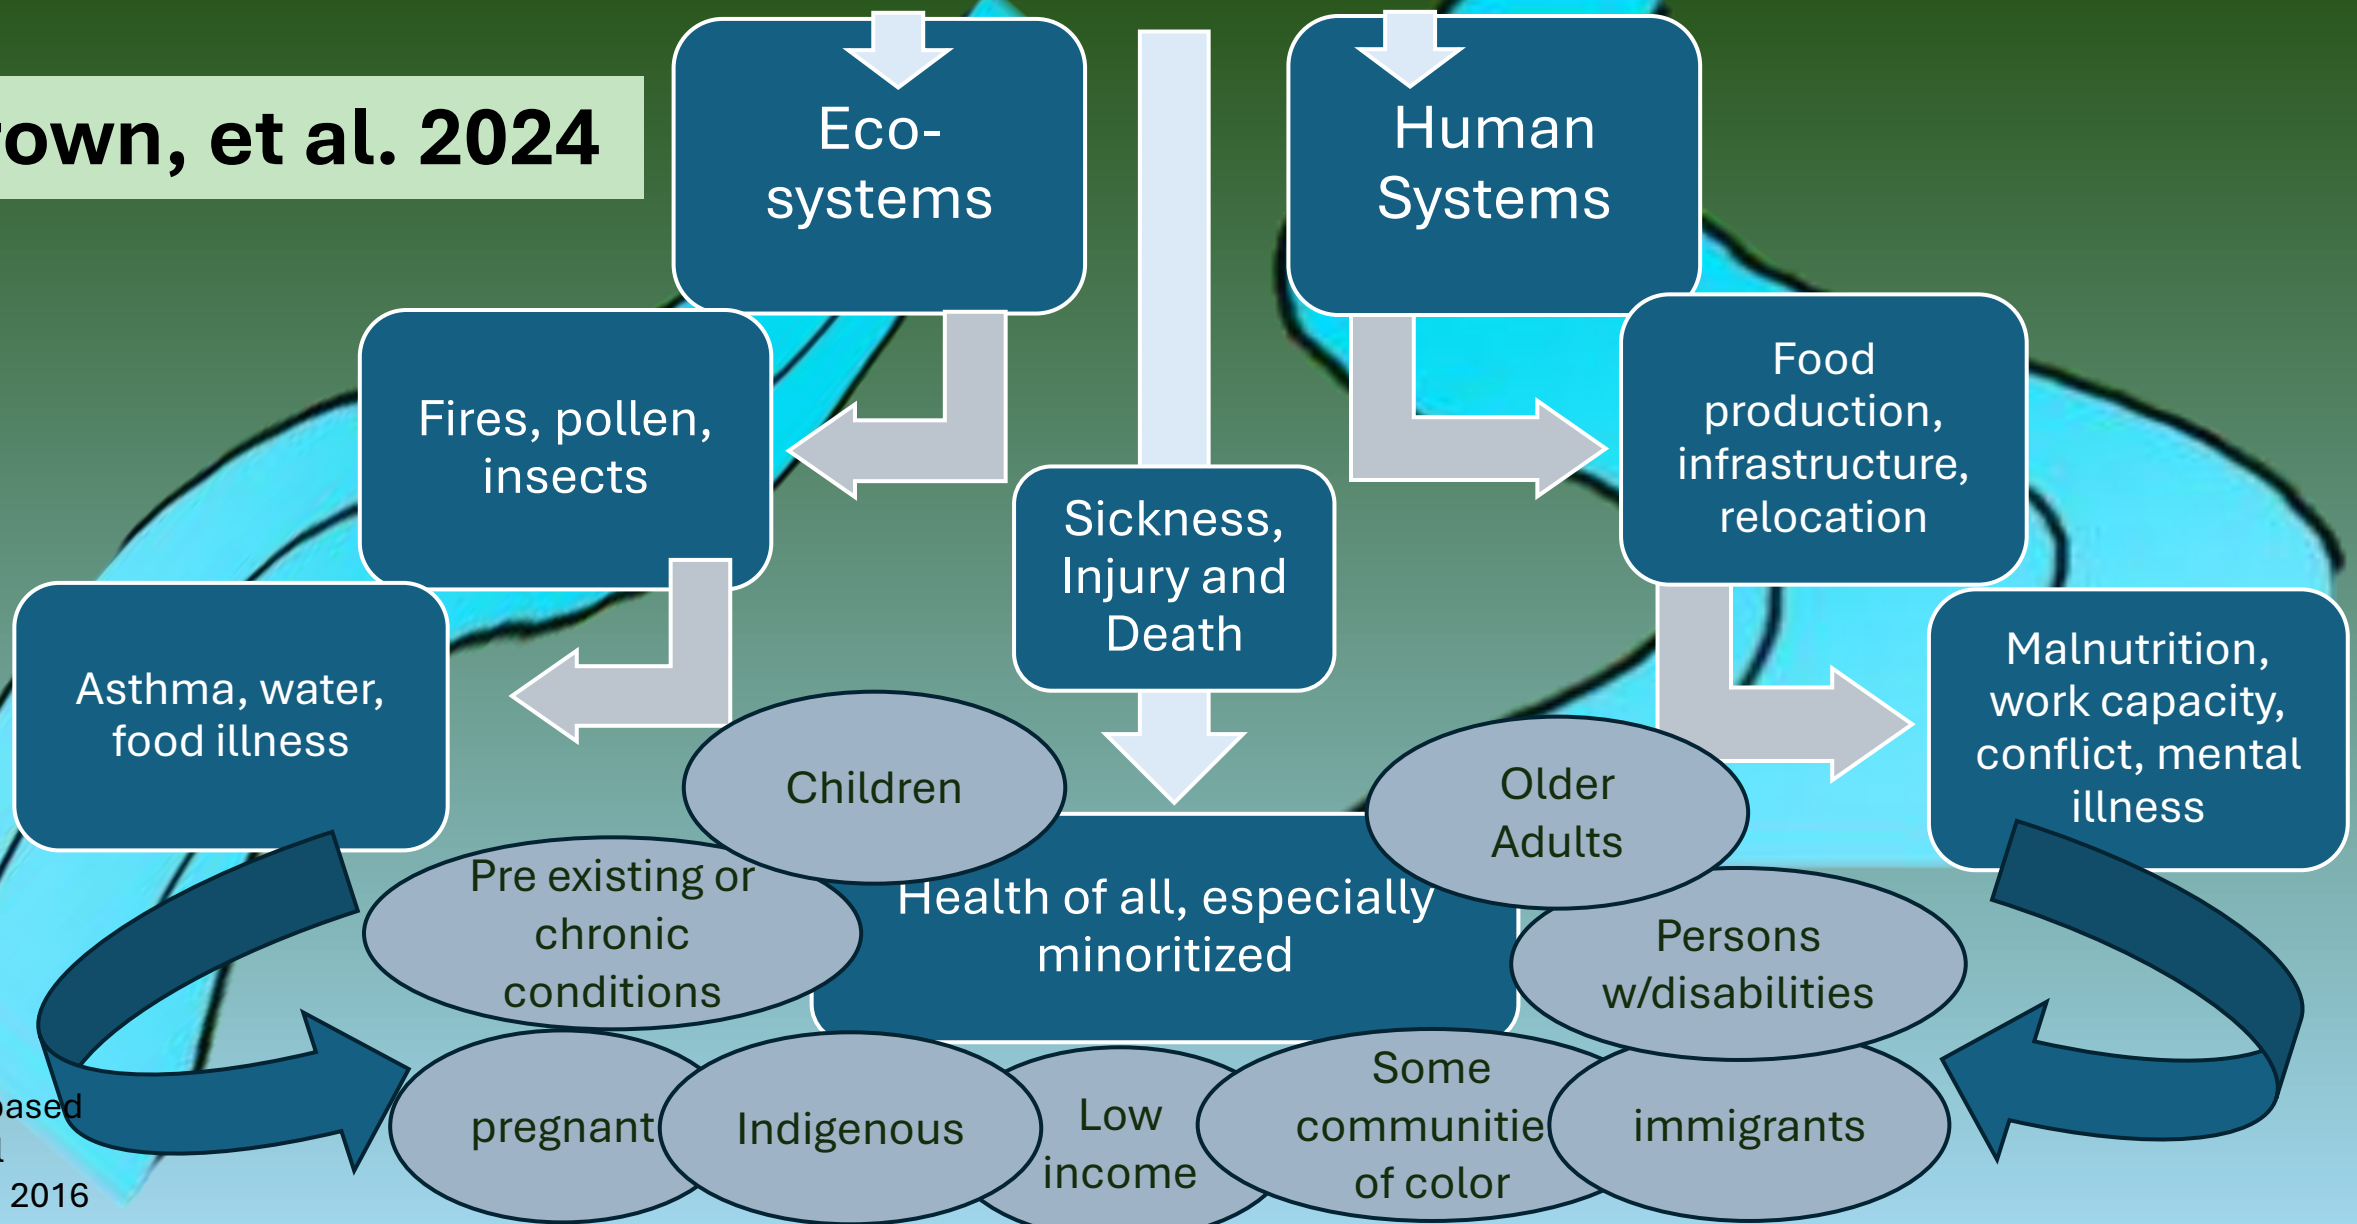 own, et al. 2024
Eco-
systems
Human
Systems
Fires, pollen,
insects
Food
production,
infrastructure,
relocation
Sickness,
Injury and
Death
Asthma, water,
food illness
Malnutrition,
work capacity,
conflict, mental
illness
Children
Older
Adults
Pre existing or
chronic
conditions
Health of all, especially
minoritized
Persons
w/disabilities
pregnant
Indigenous
Low
income
Some
communitie
of color
immigrants
based
2016